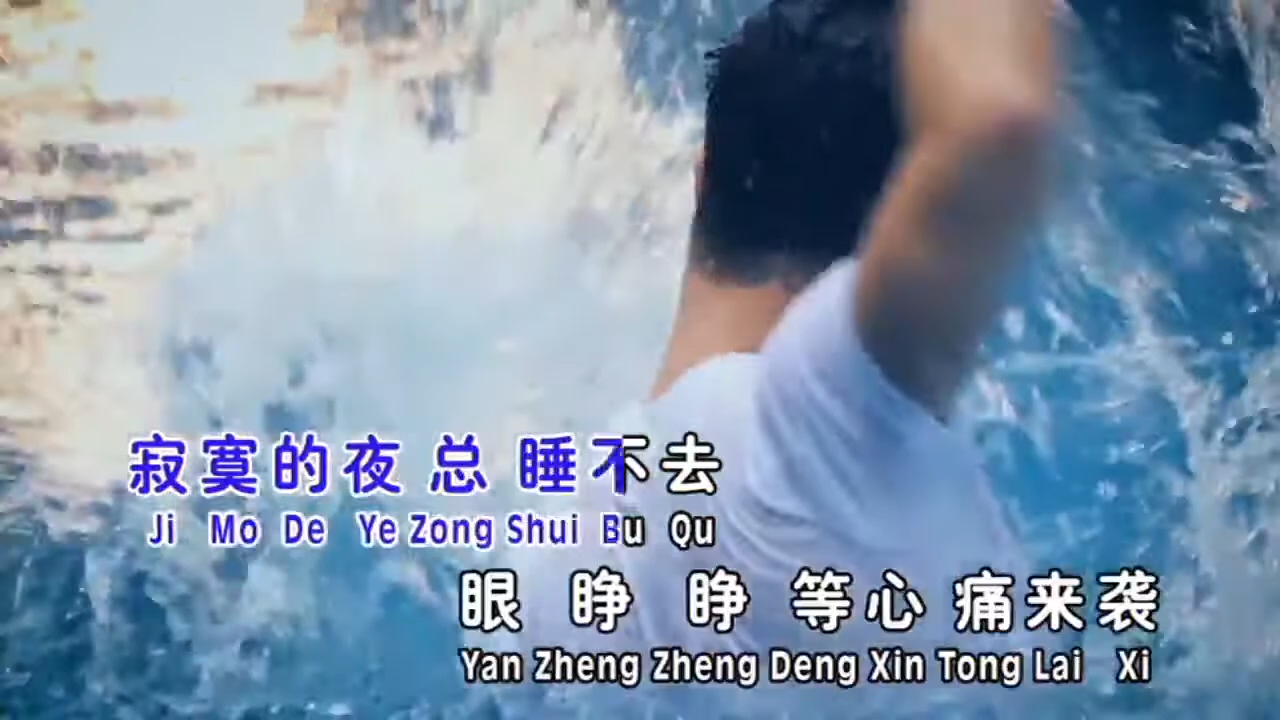 寂寞的夜 总 睡不去
Ji Mo De Ye Zong Shui Bu Qu
眼 睁 睁 等心 痛来袭
Yan Zheng Zheng Deng Xin Tong Lai Xi